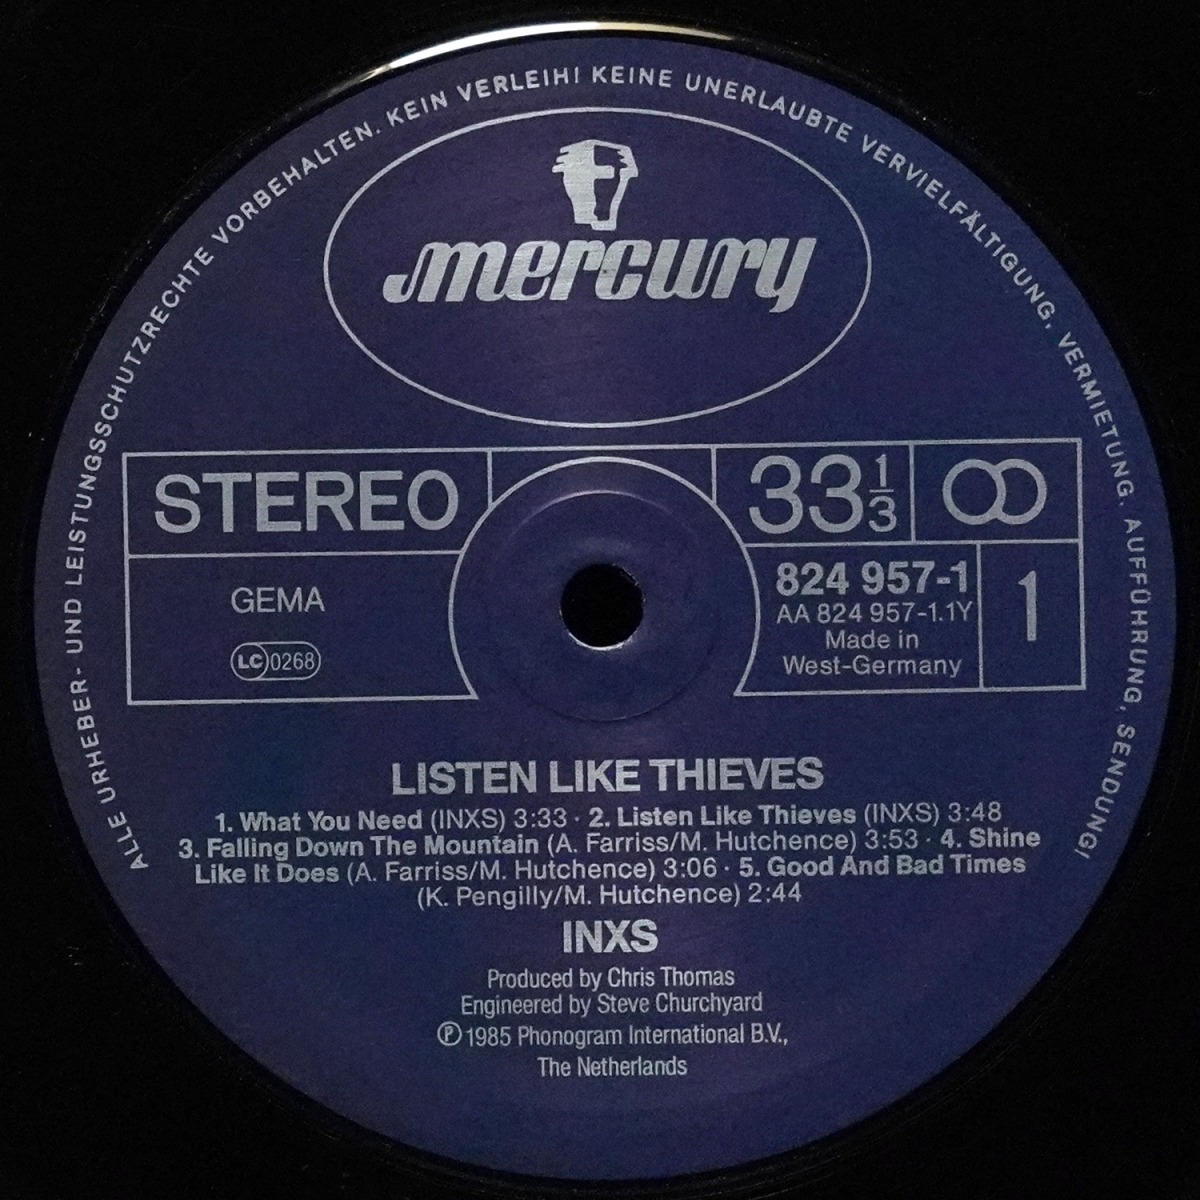 ALLE URHEBER- UND LEISTUNGSSCHUTZRECHTE VORBEHALTEN. KEIN VERLEIH! KEINE UNERLAUBTE VERVIELFÄLTIGUNG, VERMIETUNG, AUFFÜHRUNG, SENDUNG!
mercury
STEREO
33 1/3
GEMA
LC 0268
824 957-1
AA 824 957-1.1Y
Made in
West-Germany
1
LISTEN LIKE THIEVES
1. What You Need (INXS) 3:33 · 2. Listen Like Thieves (INXS) 3:48
3. Falling Down The Mountain (A. Farriss/M. Hutchence) 3:53 · 4. Shine
Like It Does (A. Farriss/M. Hutchence) 3:06 · 5. Good And Bad Times
(K. Pengilly/M. Hutchence) 2:44
INXS
Produced by Chris Thomas
Engineered by Steve Churchyard
℗ 1985 Phonogram International B.V.,
The Netherlands